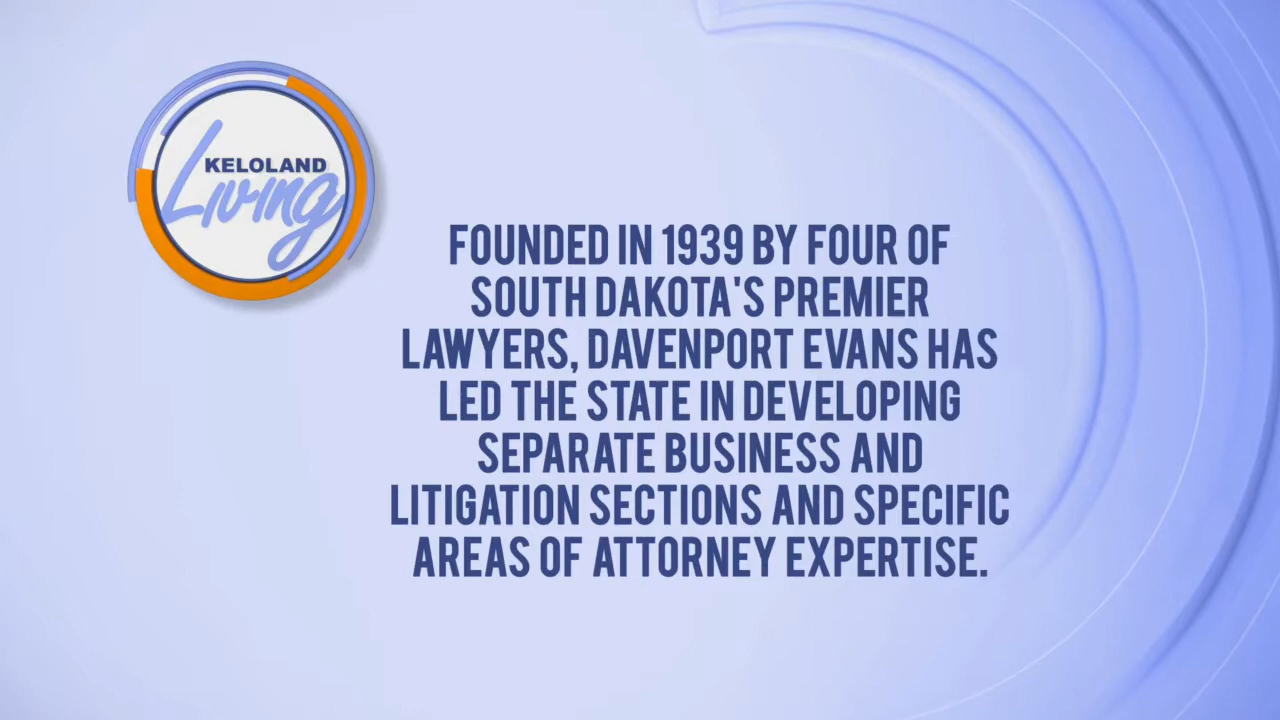 KELOLAND
Living
FOUNDED IN 1939 BY FOUR OF
SOUTH DAKOTA'S PREMIER
LAWYERS, DAVENPORT EVANS HAS
LED THE STATE IN DEVELOPING
SEPARATE BUSINESS AND
LITIGATION SECTIONS AND SPECIFIC
AREAS OF ATTORNEY EXPERTISE.